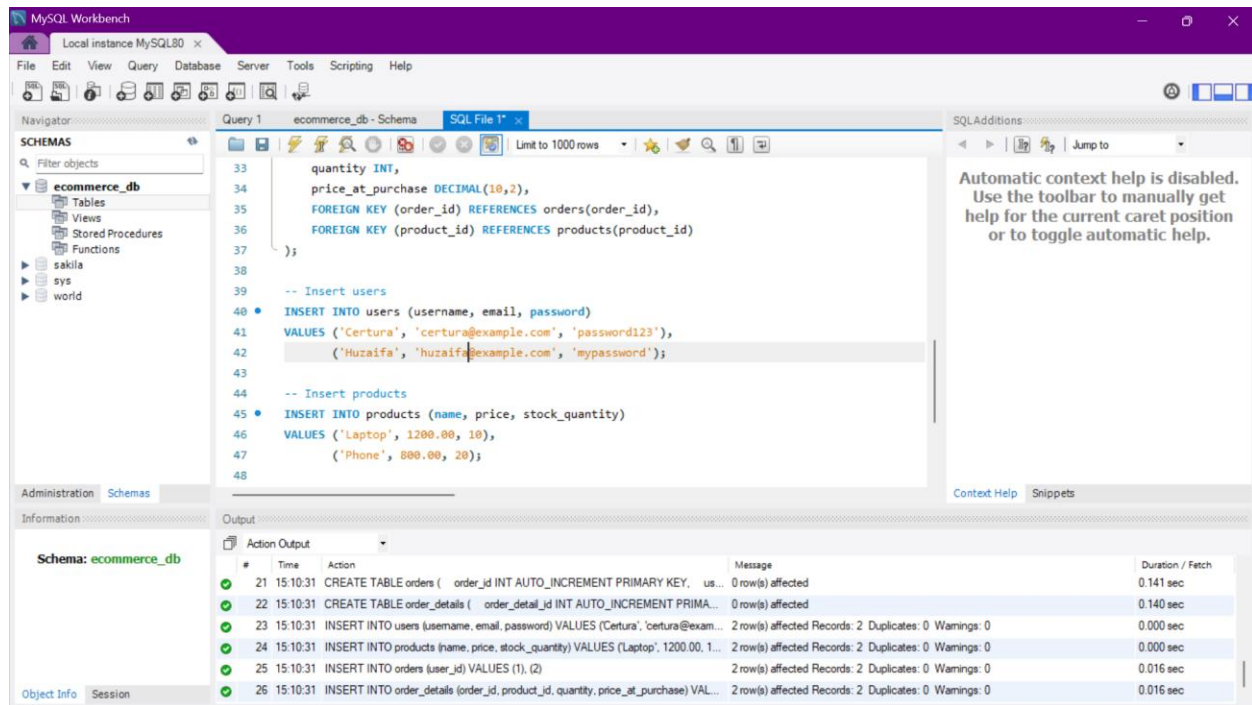 MySQL Workbench
Local instance MySQL80
File Edit View Query Database Server Tools Scripting Help
Navigator
SCHEMAS
Filter objects
ecommerce_db
Tables
Views
Stored Procedures
Functions
sakila
sys
world
Administration Schemas
Query 1 ecommerce_db - Schema SQL File 1*
Limit to 1000 rows
33 quantity INT,
34 price_at_purchase DECIMAL(10,2),
35 FOREIGN KEY (order_id) REFERENCES orders(order_id),
36 FOREIGN KEY (product_id) REFERENCES products(product_id)
37 );
38
39 -- Insert users
40 INSERT INTO users (username, email, password)
41 VALUES ('Certura', 'certura@example.com', 'password123'),
42 ('Huzaifa', 'huzaifa@example.com', 'mypassword');
43
44 -- Insert products
45 INSERT INTO products (name, price, stock_quantity)
46 VALUES ('Laptop', 1200.00, 10),
47 ('Phone', 800.00, 20);
48
SQLAdditions
Jump to
Automatic context help is disabled.
Use the toolbar to manually get
help for the current caret position
or to toggle automatic help.
Context Help Snippets
Information
Schema: ecommerce_db
Object Info Session
Output
Action Output
# Time Action Message Duration / Fetch
21 15:10:31 CREATE TABLE orders ( order_id INT AUTO_INCREMENT PRIMARY KEY, us... 0 row(s) affected 0.141 sec
22 15:10:31 CREATE TABLE order_details ( order_detail_id INT AUTO_INCREMENT PRIMA... 0 row(s) affected 0.140 sec
23 15:10:31 INSERT INTO users (username, email, password) VALUES ('Certura', 'certura@exam... 2 row(s) affected Records: 2 Duplicates: 0 Warnings: 0 0.000 sec
24 15:10:31 INSERT INTO products (name, price, stock_quantity) VALUES ('Laptop', 1200.00, 1... 2 row(s) affected Records: 2 Duplicates: 0 Warnings: 0 0.000 sec
25 15:10:31 INSERT INTO orders (user_id) VALUES (1), (2) 2 row(s) affected Records: 2 Duplicates: 0 Warnings: 0 0.016 sec
26 15:10:31 INSERT INTO order_details (order_id, product_id, quantity, price_at_purchase) VAL... 2 row(s) affected Records: 2 Duplicates: 0 Warnings: 0 0.016 sec